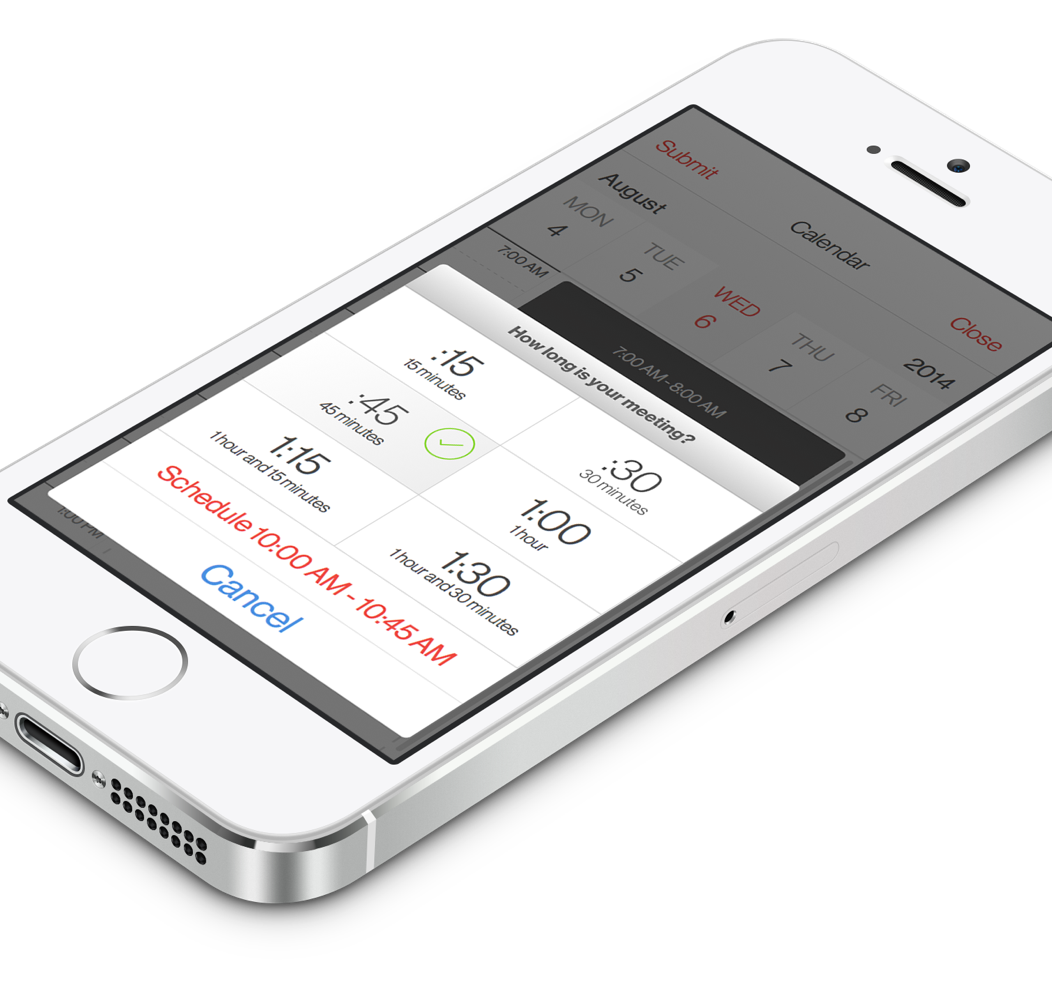 Submit
Calendar
Close
August
2014
MON
TUE
WED
THU
FRI
4
5
6
7
8
7:00 AM
7:00 AM - 8:00 AM
How long is your meeting?
:15
15 minutes
:30
30 minutes
:45
45 minutes
1:00
1 hour
1:15
1 hour and 15 minutes
1:30
1 hour and 30 minutes
Schedule 10:00 AM - 10:45 AM
Cancel
1:00 PM